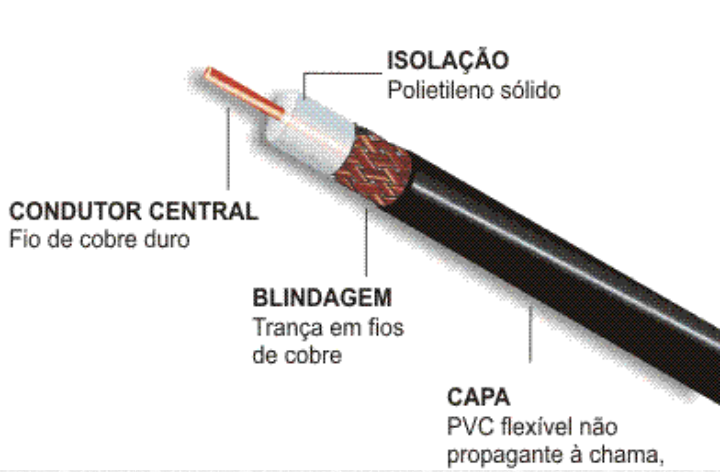 ISOLAÇÃO
Polietileno sólido
CONDUTOR CENTRAL
Fio de cobre duro
BLINDAGEM
Trança em fios
de cobre
CAPA
PVC flexível não
propagante à chama,